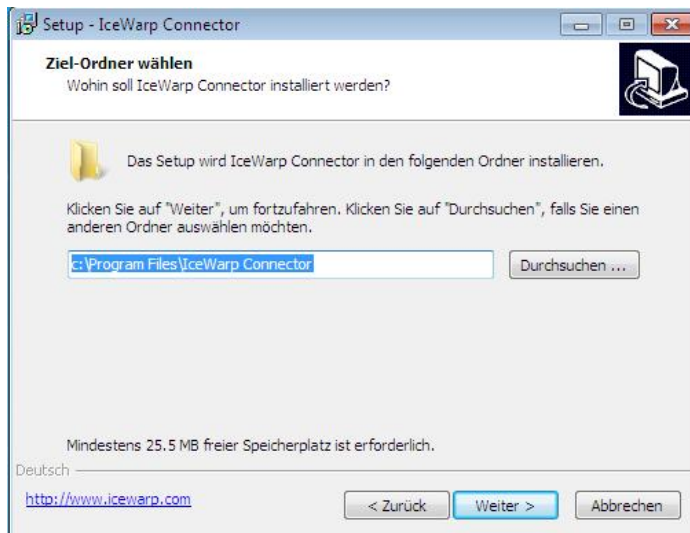 Setup - IceWarp Connector
Ziel-Ordner wählen
Wohin soll IceWarp Connector installiert werden?
Das Setup wird IceWarp Connector in den folgenden Ordner installieren.
Klicken Sie auf "Weiter", um fortzufahren. Klicken Sie auf "Durchsuchen", falls Sie einen
anderen Ordner auswählen möchten.
c:\Program Files\IceWarp Connector
Durchsuchen ...
Mindestens 25.5 MB freier Speicherplatz ist erforderlich.
Deutsch
http://www.icewarp.com
< Zurück
Weiter >
Abbrechen